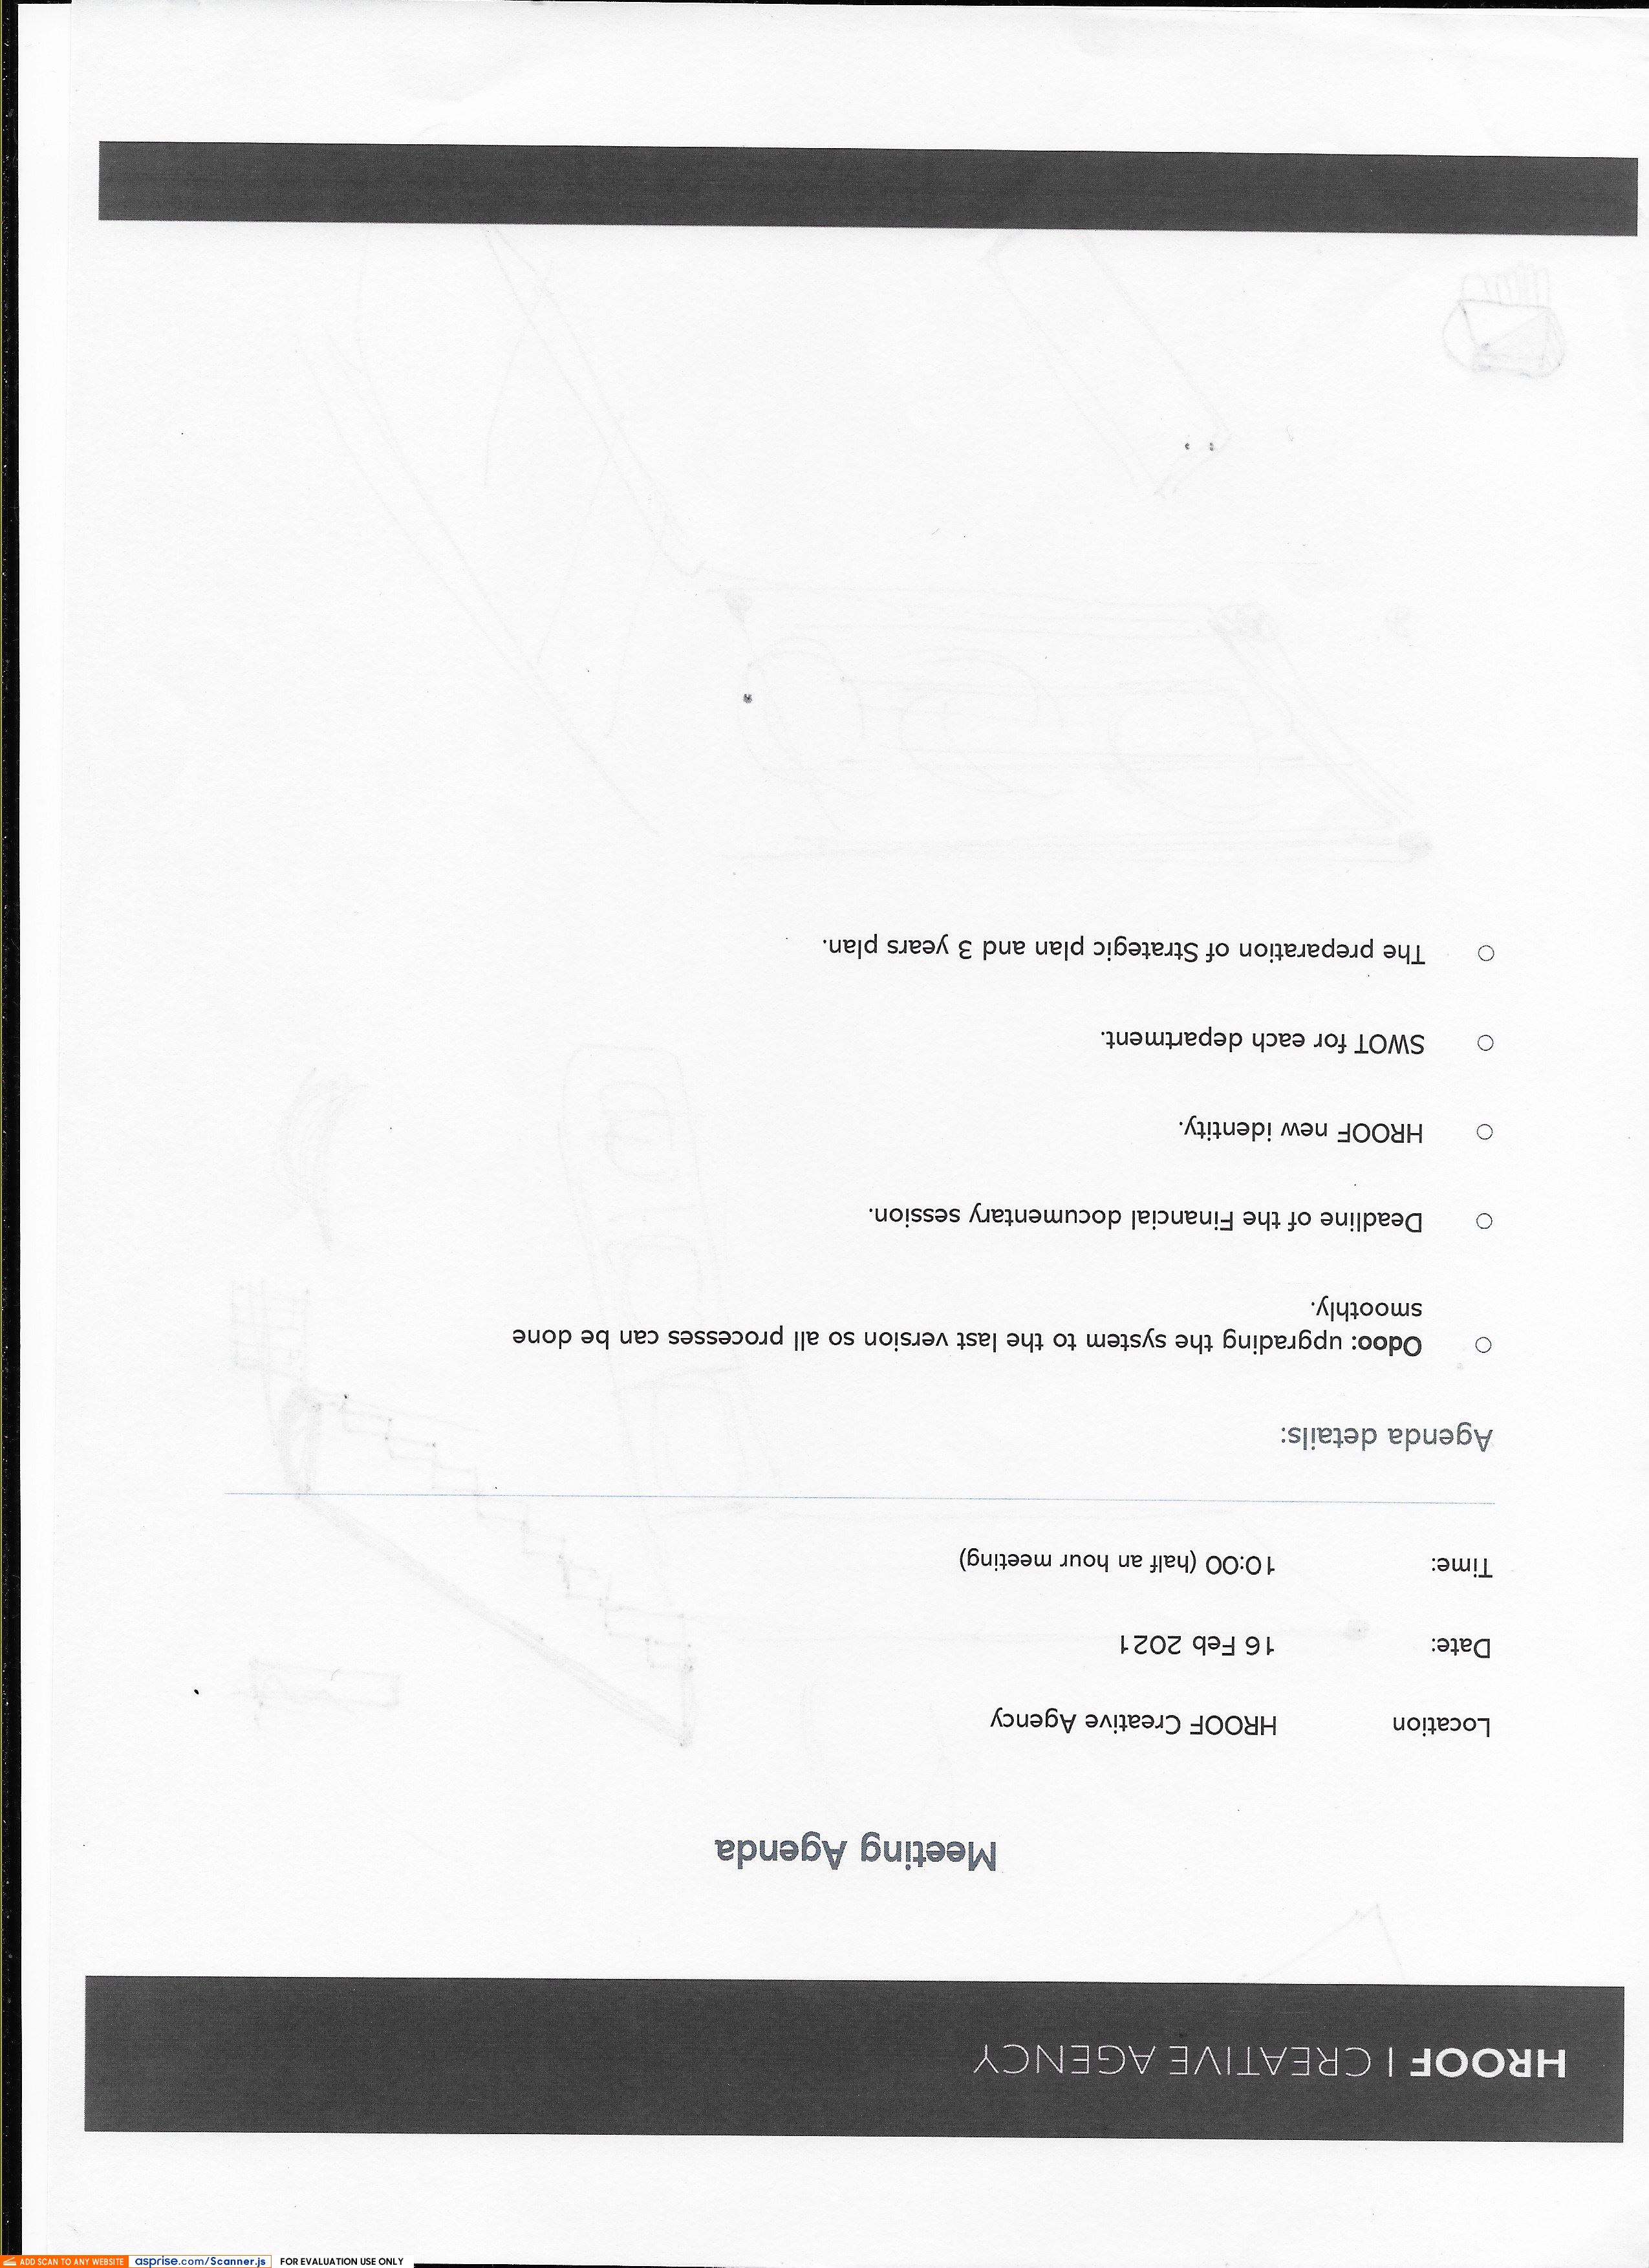 HROOF | CREATIVE AGENCY
Meeting Agenda
Location HROOF Creative Agency
Date: 16 Feb 2021
Time: 10:00 (half an hour meeting)
Agenda details:
○ Odoo: upgrading the system to the last version so all processes can be done
smoothly.
○ Deadline of the Financial documentary session.
○ HROOF new identity.
○ SWOT for each department.
○ The preparation of Strategic plan and 3 years plan.
ADD SCAN TO ANY WEBSITE asprise.com/Scanner.js FOR EVALUATION USE ONLY